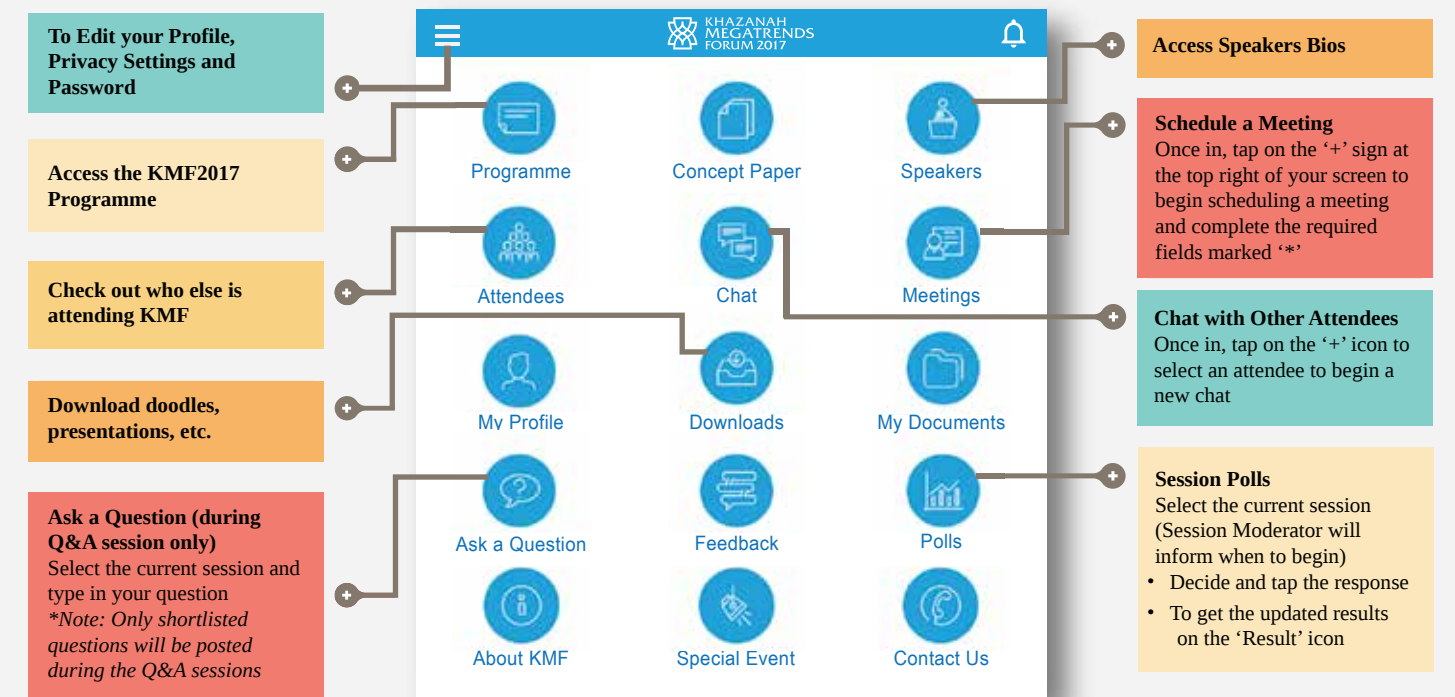 To Edit your Profile,
Privacy Settings and
Password
Access the KMF2017
Programme
Check out who else is
attending KMF
Download doodles,
presentations, etc.
Ask a Question (during
Q&A session only)
Select the current session and
type in your question
*Note: Only shortlisted
questions will be posted
during the Q&A sessions
KHAZANAH
MEGATRENDS
FORUM 2017
Programme
Concept Paper
Speakers
Attendees
Chat
Meetings
My Profile
Downloads
My Documents
Ask a Question
Feedback
Polls
About KMF
Special Event
Contact Us
Access Speakers Bios
Schedule a Meeting
Once in, tap on the ‘+’ sign at
the top right of your screen to
begin scheduling a meeting
and complete the required
fields marked ‘*’
Chat with Other Attendees
Once in, tap on the ‘+’ icon to
select an attendee to begin a
new chat
Session Polls
Select the current session
(Session Moderator will
inform when to begin)
• Decide and tap the response
• To get the updated results
on the ‘Result’ icon